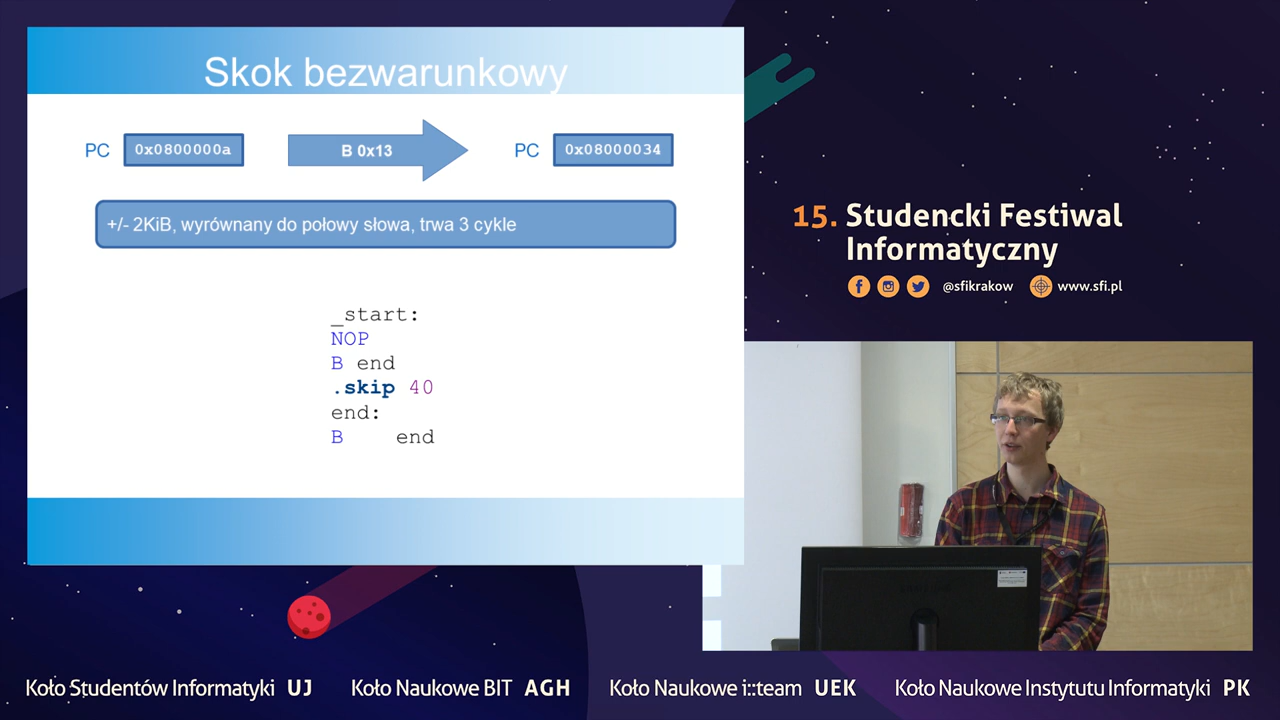 Skok bezwarunkowy
PC 0x0800000a B 0x13 PC 0x08000034
+/- 2KiB, wyrównany do połowy słowa, trwa 3 cykle
_start:
NOP
B end
.skip 40
end:
B end
15. Studencki Festiwal
Informatyczny
@sfikrakow www.sfi.pl
Koło Studentów Informatyki UJ Koło Naukowe BIT AGH Koło Naukowe i::team UEK Koło Naukowe Instytutu Informatyki PK